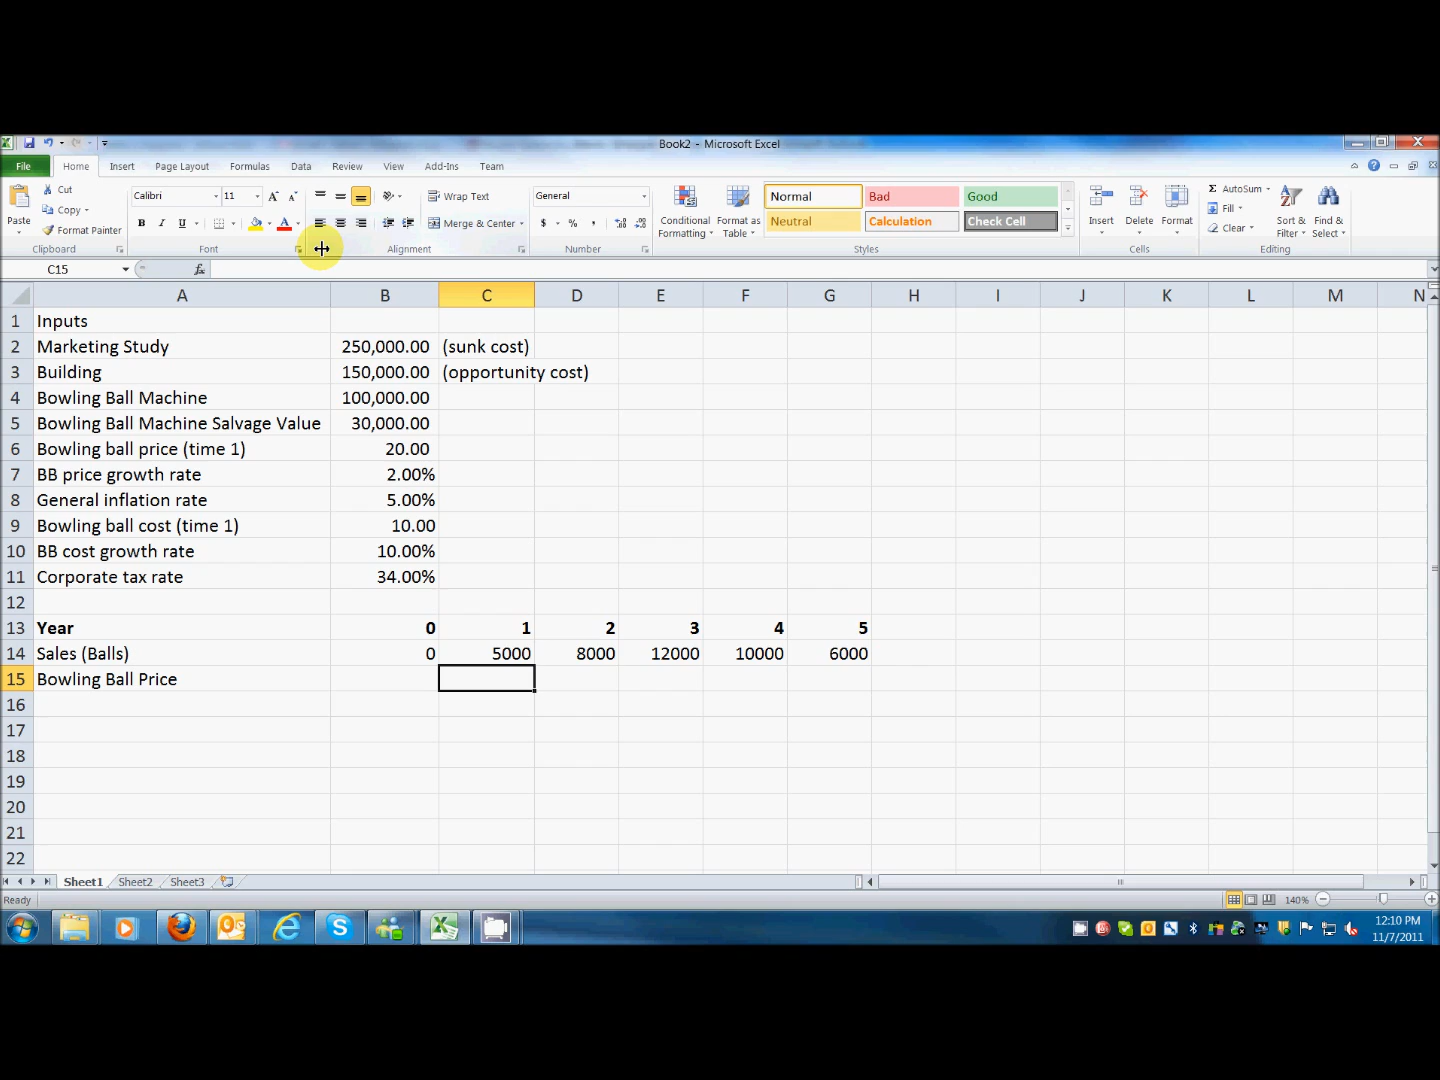 Book2 - Microsoft Excel
File Home Insert Page Layout Formulas Data Review View Add-Ins Team
Paste Cut Copy Format Painter Clipboard
Calibri 11 B I U A Font
Wrap Text Merge & Center Alignment
General $ % , Number
Conditional Formatting Format as Table
Normal Bad Good
Neutral Calculation Check Cell
Styles
Insert Delete Format Cells
Σ AutoSum Fill Clear Sort & Filter Find & Select Editing
C15 fx
A B C D E F G H I J K L M N
1 Inputs
2 Marketing Study 250,000.00 (sunk cost)
3 Building 150,000.00 (opportunity cost)
4 Bowling Ball Machine 100,000.00
5 Bowling Ball Machine Salvage Value 30,000.00
6 Bowling ball price (time 1) 20.00
7 BB price growth rate 2.00%
8 General inflation rate 5.00%
9 Bowling ball cost (time 1) 10.00
10 BB cost growth rate 10.00%
11 Corporate tax rate 34.00%
12
13 Year 0 1 2 3 4 5
14 Sales (Balls) 0 5000 8000 12000 10000 6000
15 Bowling Ball Price
16
17
18
19
20
21
22
Sheet1 Sheet2 Sheet3
Ready 140%
12:10 PM
11/7/2011